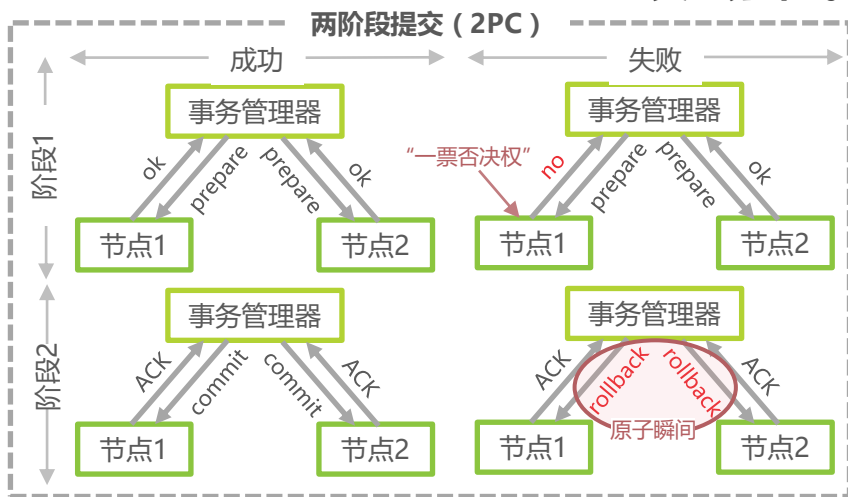 两阶段提交（2PC）
成功
失败
阶段1
事务管理器
ok
prepare
prepare
ok
节点1
节点2
事务管理器
“一票否决权”
no
prepare
prepare
ok
节点1
节点2
阶段2
事务管理器
ACK
commit
commit
ACK
节点1
节点2
事务管理器
ACK
rollback
rollback
ACK
原子瞬间
节点1
节点2